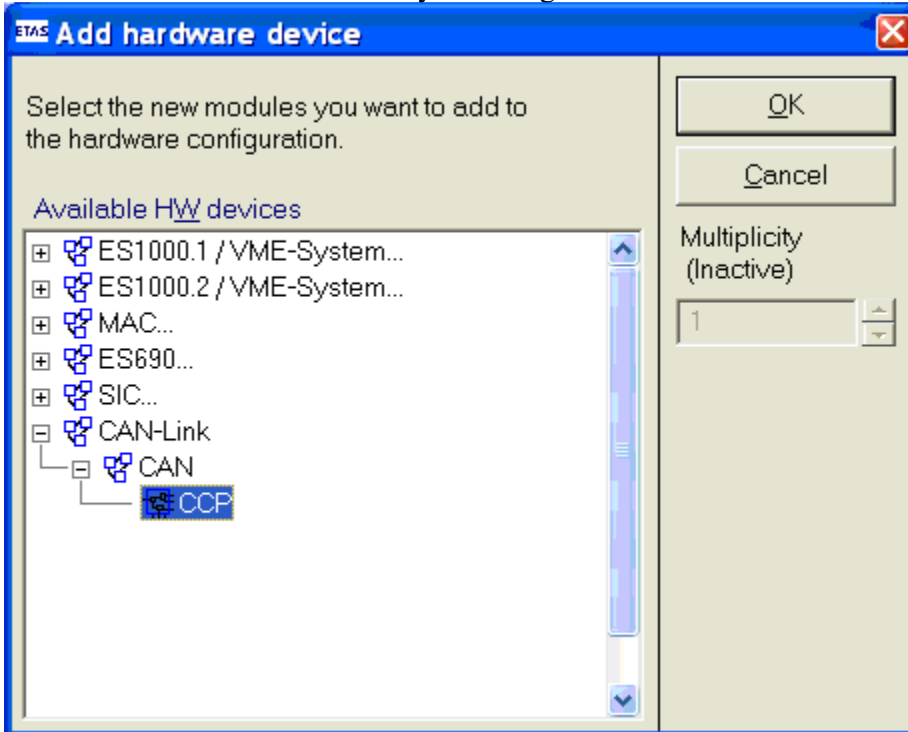 ETAS Add hardware device
Select the new modules you want to add to
the hardware configuration.
Available HW devices
ES1000.1 / VME-System...
ES1000.2 / VME-System...
MAC...
ES690...
SIC...
CAN-Link
CAN
CCP
OK
Cancel
Multiplicity
(Inactive)
1